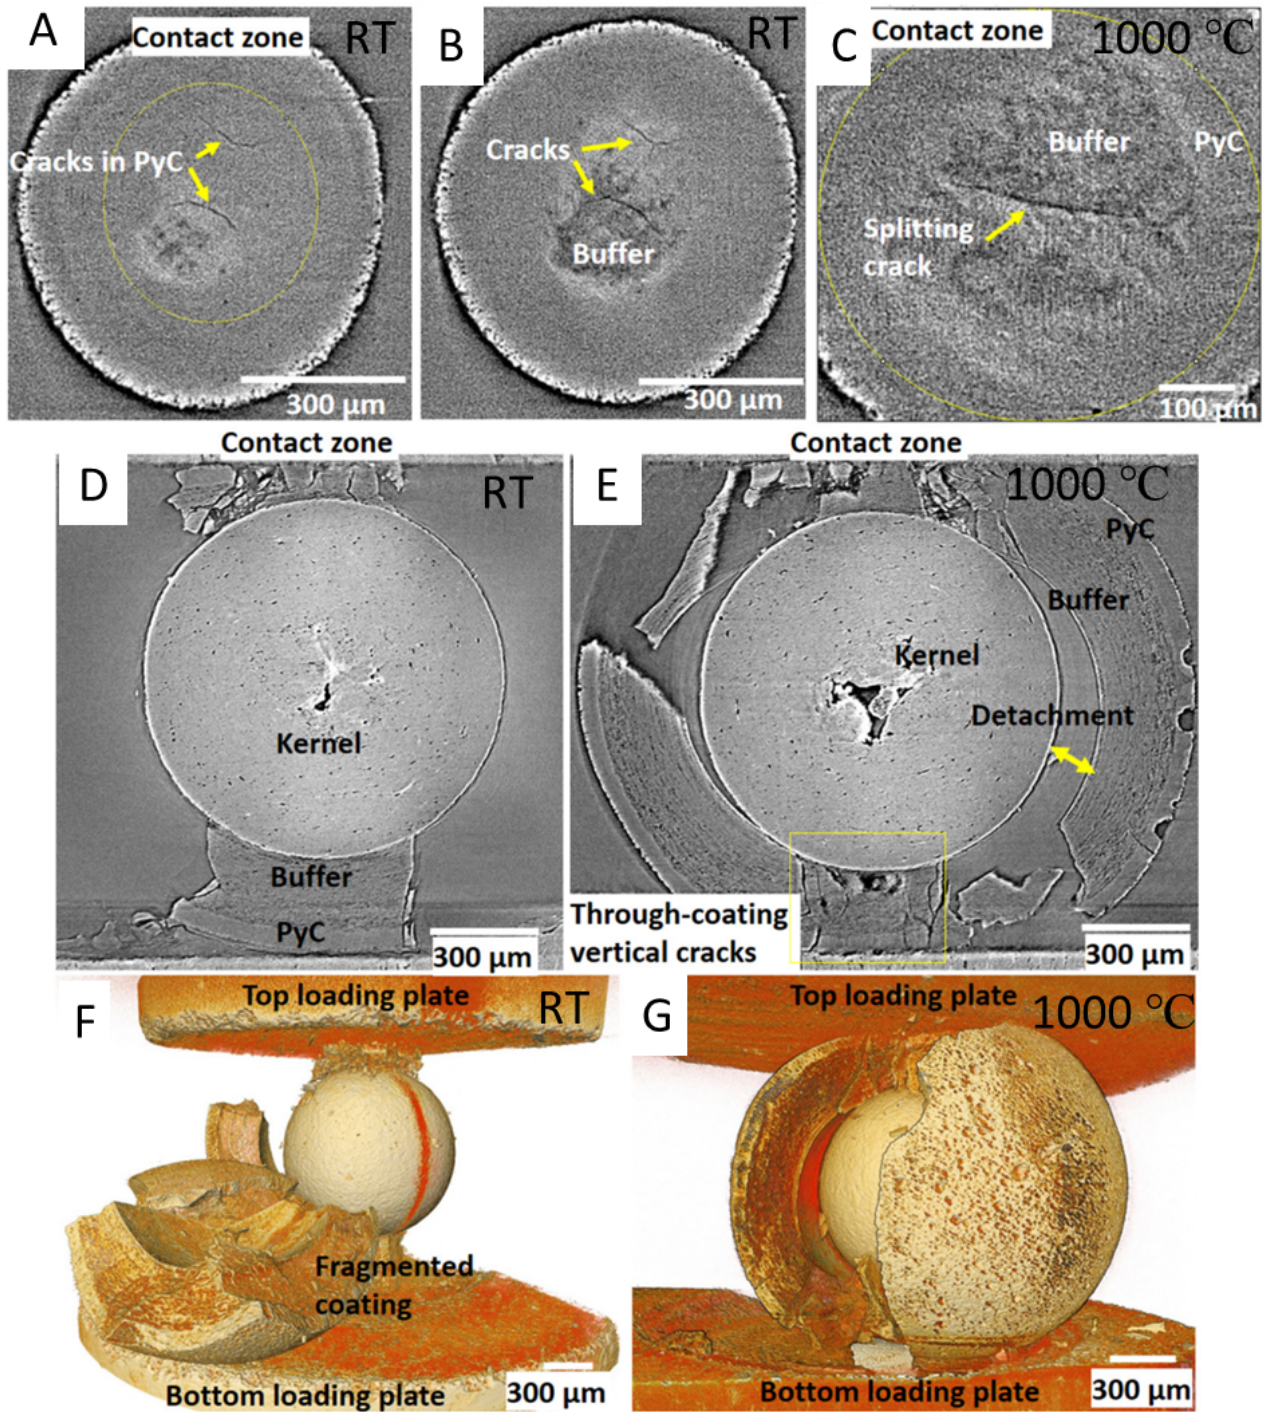 A
Contact zone
RT
Cracks in PyC
300 µm
B
RT
Cracks
Buffer
300 µm
C
Contact zone
1000 °C
Buffer
PyC
Splitting
crack
100 µm
Contact zone
D
RT
Kernel
Buffer
PyC
300 µm
Contact zone
E
1000 °C
PyC
Buffer
Kernel
Detachment
Through-coating
vertical cracks
300 µm
F
Top loading plate
RT
Fragmented
coating
Bottom loading plate
300 µm
G
Top loading plate
1000 °C
Bottom loading plate
300 µm